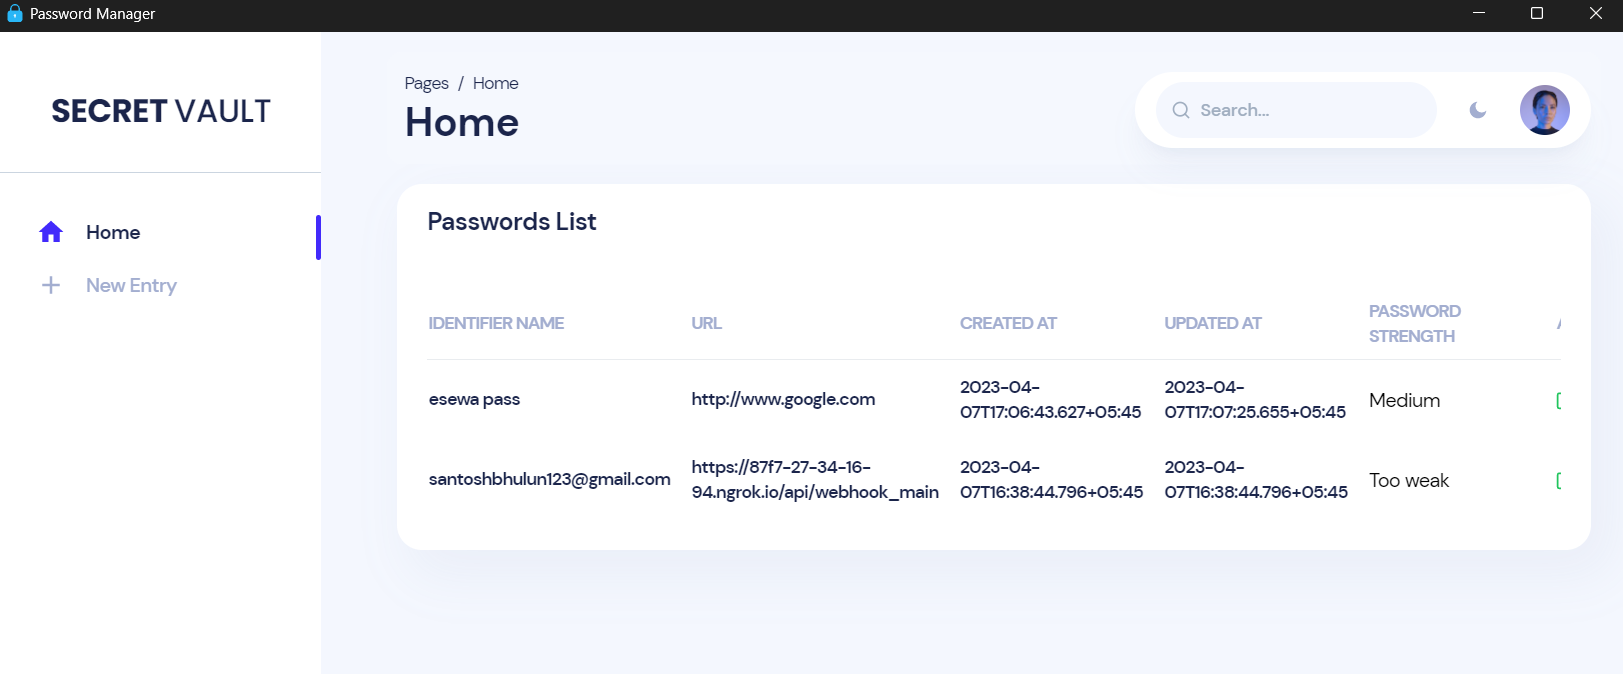 Password Manager
SECRET VAULT
Home
New Entry
Pages / Home
Home
Search...
Passwords List
IDENTIFIER NAME URL CREATED AT UPDATED AT PASSWORD STRENGTH
esewa pass http://www.google.com 2023-04-07T17:06:43.627+05:45 2023-04-07T17:07:25.655+05:45 Medium
santoshbhulun123@gmail.com https://87f7-27-34-16-94.ngrok.io/api/webhook_main 2023-04-07T16:38:44.796+05:45 2023-04-07T16:38:44.796+05:45 Too weak